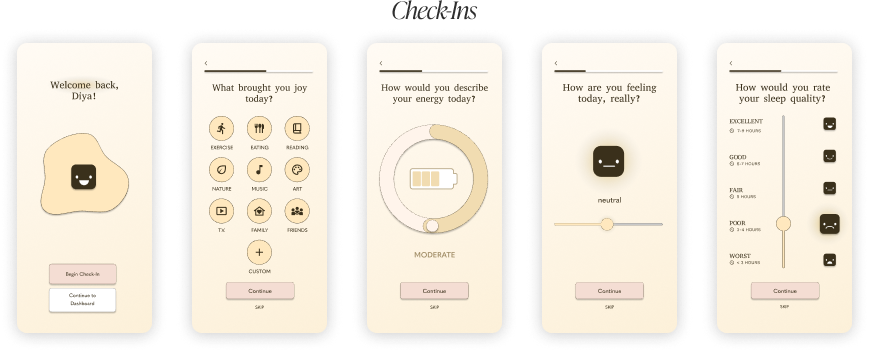 Check-Ins
Welcome back,
Diya!
Begin Check-In
Continue to
Dashboard
What brought you joy
today?
EXERCISE
EATING
READING
NATURE
MUSIC
ART
TV
FAMILY
FRIENDS
CUSTOM
Continue
SKIP
How would you describe
your energy today?
MODERATE
Continue
SKIP
How are you feeling
today, really?
neutral
Continue
SKIP
How would you rate
your sleep quality?
EXCELLENT
7-9 HOURS
GOOD
6-7 HOURS
FAIR
5 HOURS
POOR
3-4 HOURS
WORST
< 3 HOURS
Continue
SKIP